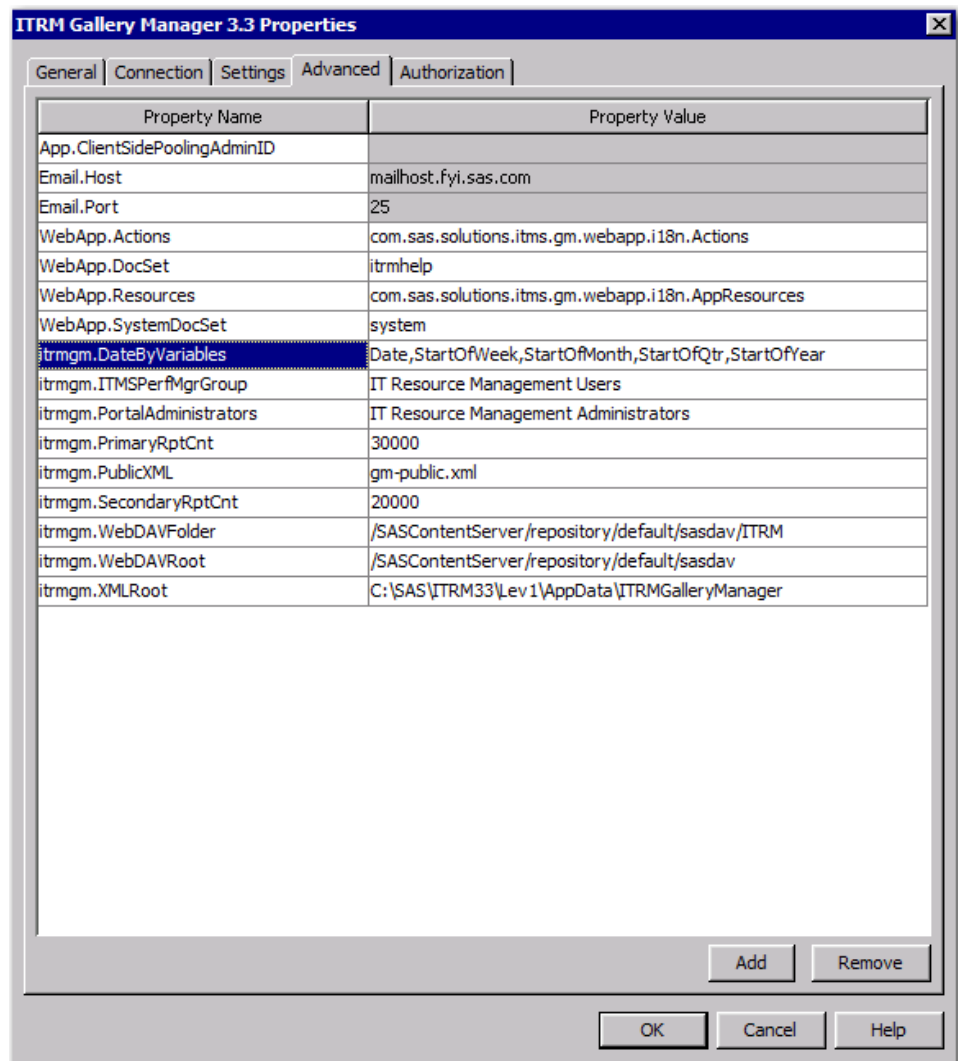 ITRM Gallery Manager 3.3 Properties
General Connection Settings Advanced Authorization
Property Name Property Value
App.ClientSidePoolingAdminID
Email.Host mailhost.fyi.sas.com
Email.Port 25
WebApp.Actions com.sas.solutions.itms.gm.webapp.i18n.Actions
WebApp.DocSet itrmhelp
WebApp.Resources com.sas.solutions.itms.gm.webapp.i18n.AppResources
WebApp.SystemDocSet system
itrmgm.DateByVariables Date,StartOfWeek,StartOfMonth,StartOfQtr,StartOfYear
itrmgm.ITMSPerfMgrGroup IT Resource Management Users
itrmgm.PortalAdministrators IT Resource Management Administrators
itrmgm.PrimaryRptCnt 30000
itrmgm.PublicXML gm-public.xml
itrmgm.SecondaryRptCnt 20000
itrmgm.WebDAVFolder /SASContentServer/repository/default/sasdav/ITRM
itrmgm.WebDAVRoot /SASContentServer/repository/default/sasdav
itrmgm.XMLRoot C:\SAS\ITRM33\Lev1\AppData\ITRMGalleryManager
Add Remove
OK Cancel Help